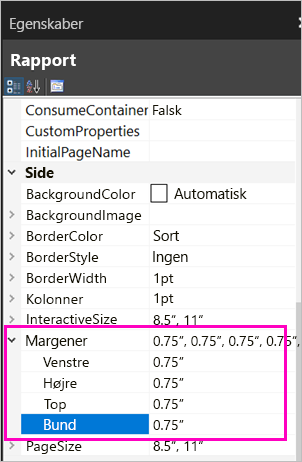 Egenskaber
Rapport
ConsumeContainer Falsk
CustomProperties
InitialPageName
Side
BackgroundColor Automatisk
BackgroundImage
BorderColor Sort
BorderStyle Ingen
BorderWidth 1pt
Kolonner 1pt
InteractiveSize 8.5", 11"
Margener 0.75", 0.75", 0.75", 0.75",
Venstre 0.75"
Højre 0.75"
Top 0.75"
Bund 0.75"
PageSize 8.5", 11"